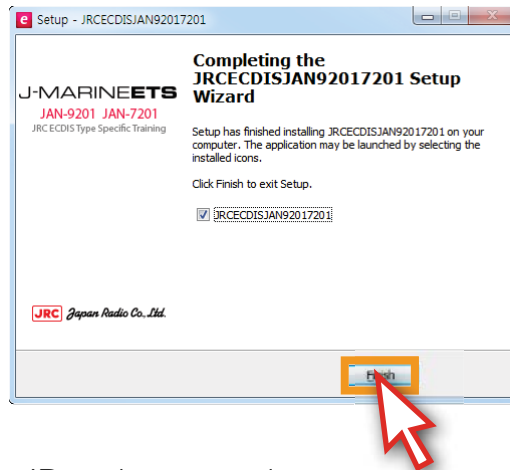 e Setup - JRCECDISJAN92017201
J-MARINEETS
JAN-9201 JAN-7201
JRC ECDIS Type Specific Training
Completing the
JRCECDISJAN92017201 Setup
Wizard
Setup has finished installing JRCECDISJAN92017201 on your
computer. The application may be launched by selecting the
installed icons.
Click Finish to exit Setup.
JRCECDISJAN92017201
JRC Japan Radio Co., Ltd.
Finish